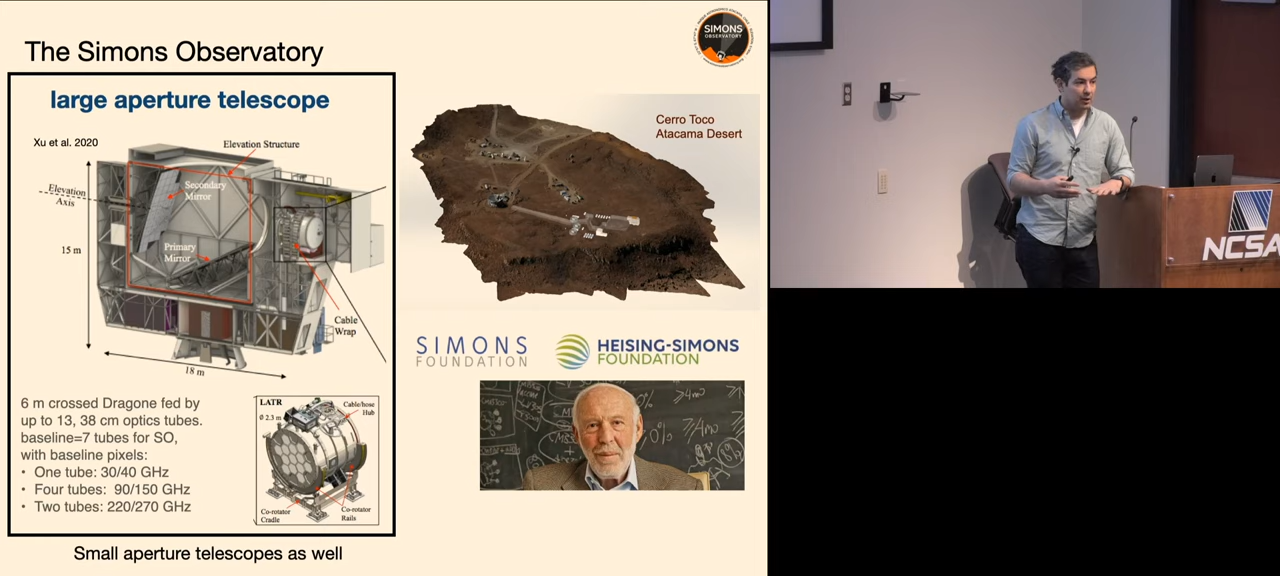 The Simons Observatory
SIMONS
OBSERVATORY
large aperture telescope
Xu et al. 2020
Elevation Structure
Elevation
Axis
Secondary
Mirror
15 m
Primary
Mirror
Cable
Wrap
18 m
6 m crossed Dragone fed by
up to 13, 38 cm optics tubes.
baseline=7 tubes for SO,
with baseline pixels:
• One tube: 30/40 GHz
• Four tubes: 90/150 GHz
• Two tubes: 220/270 GHz
LATR
Ø 2.3 m
Cable/hose
Hub
Co-rotator
Cradle
Co-rotator
Rails
Small aperture telescopes as well
Cerro Toco
Atacama Desert
SIMONS
FOUNDATION
HEISING-SIMONS
FOUNDATION
NCSA